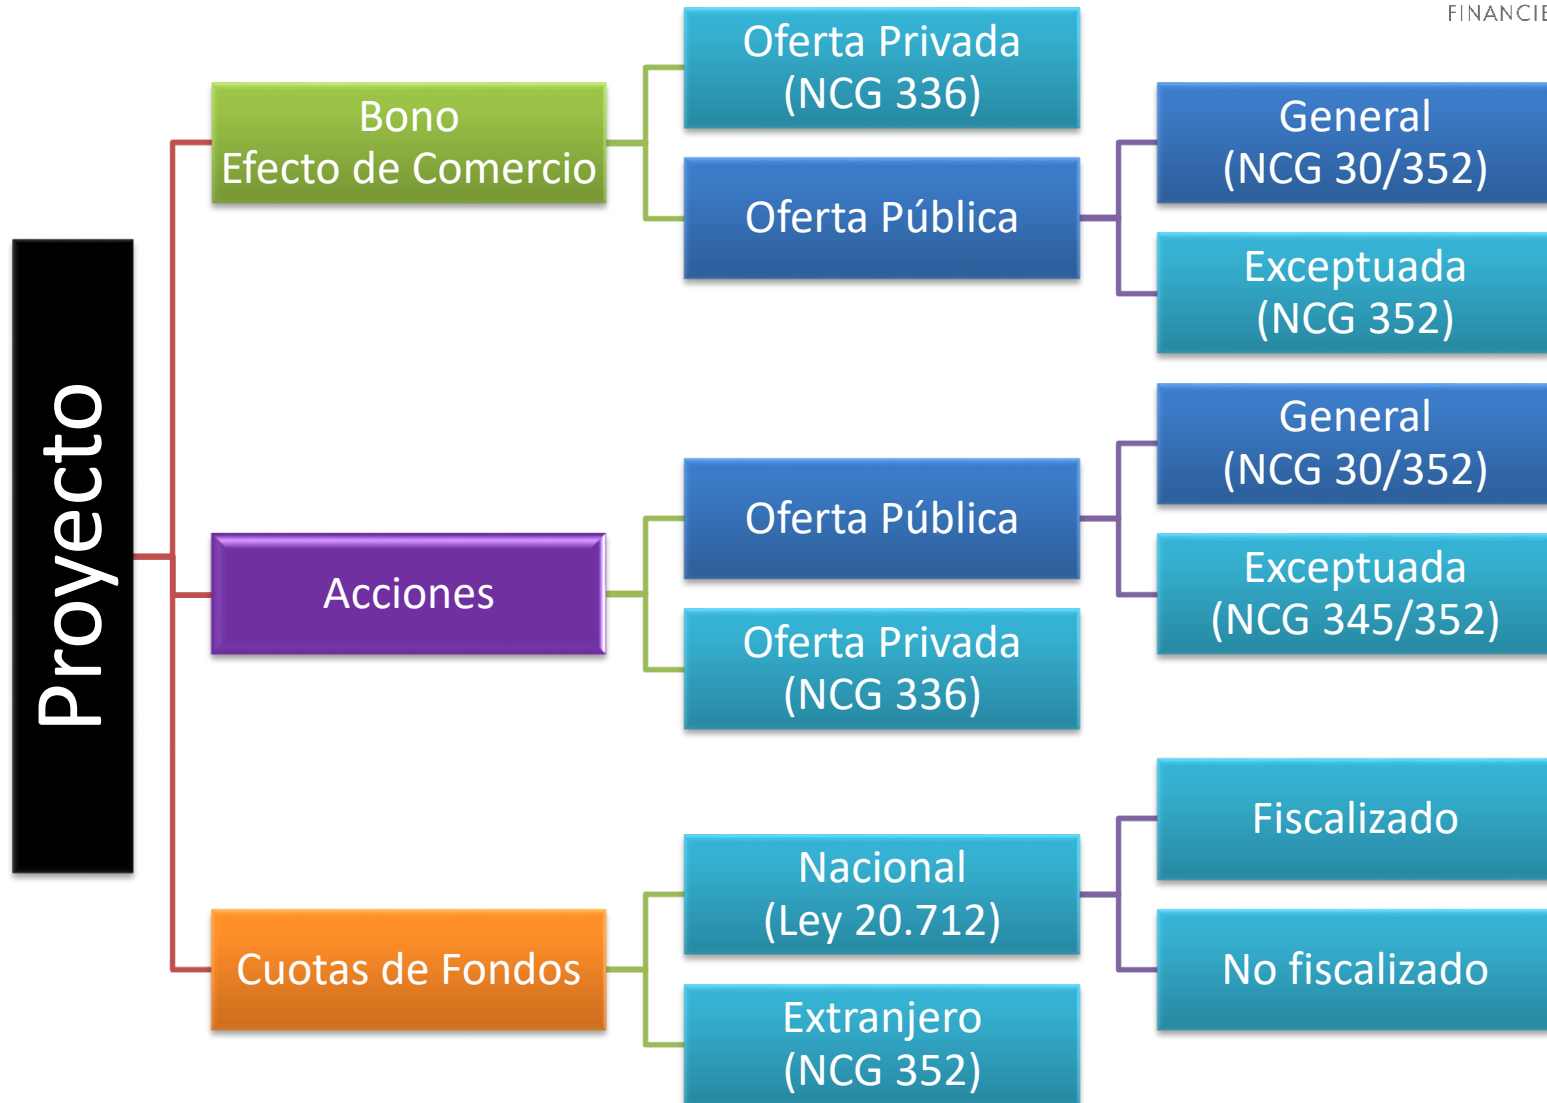 FINANCIE
Proyecto
Bono
Efecto de Comercio
Oferta Privada
(NCG 336)
Oferta Pública
General
(NCG 30/352)
Exceptuada
(NCG 352)
Acciones
Oferta Pública
General
(NCG 30/352)
Exceptuada
(NCG 345/352)
Oferta Privada
(NCG 336)
Cuotas de Fondos
Nacional
(Ley 20.712)
Fiscalizado
No fiscalizado
Extranjero
(NCG 352)